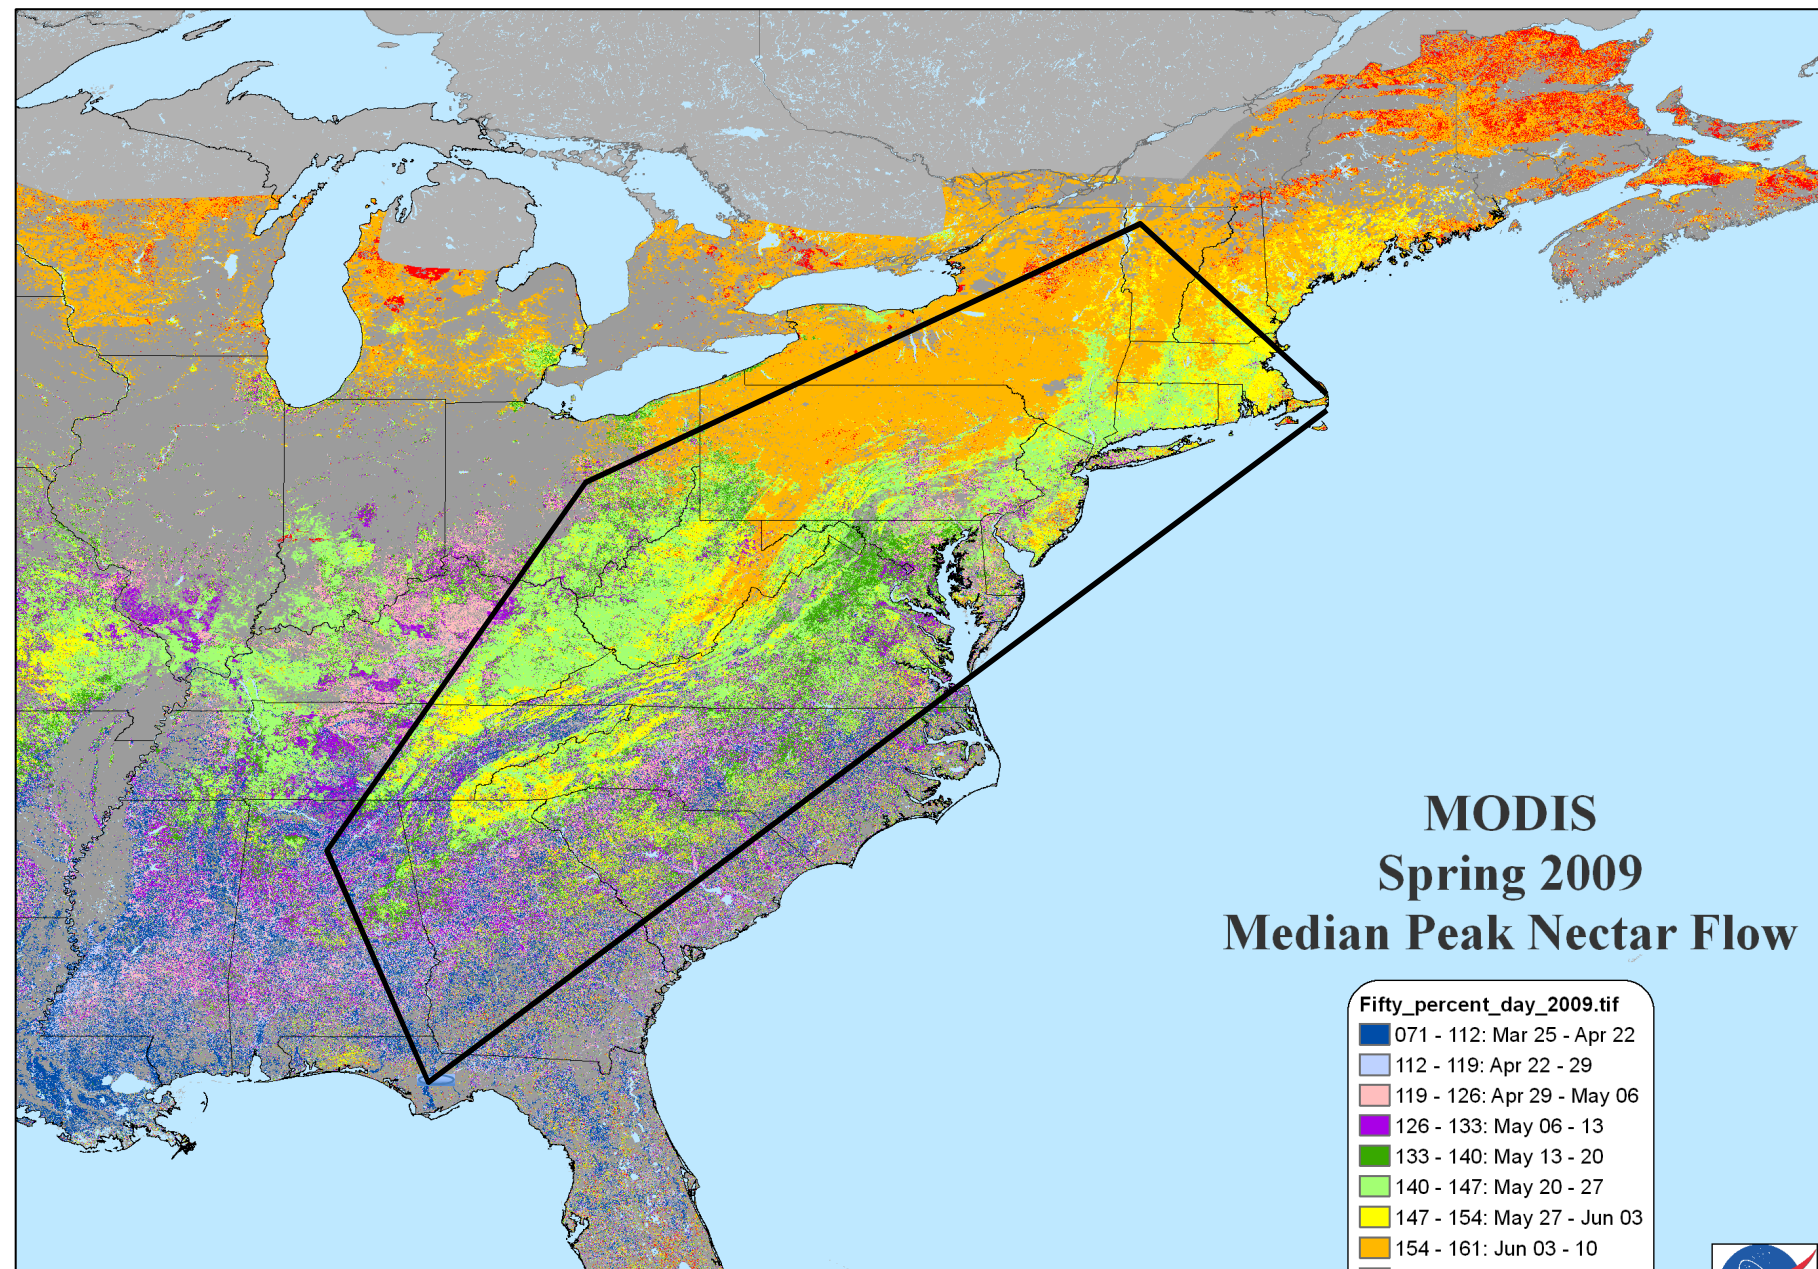 MODIS
Spring 2009
Median Peak Nectar Flow
Fifty_percent_day_2009.tif
071 - 112: Mar 25 - Apr 22
112 - 119: Apr 22 - 29
119 - 126: Apr 29 - May 06
126 - 133: May 06 - 13
133 - 140: May 13 - 20
140 - 147: May 20 - 27
147 - 154: May 27 - Jun 03
154 - 161: Jun 03 - 10